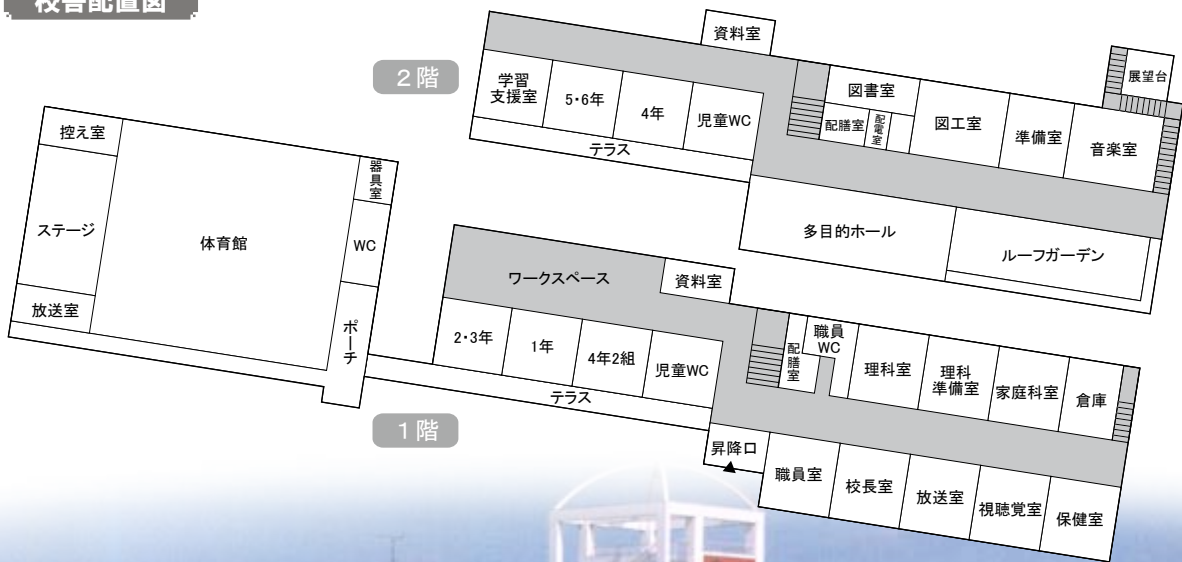 校舎配置図
2階
資料室
展望台
学習
支援室
5・6年
4年
児童WC
図書室
配膳室
配電室
図工室
準備室
音楽室
テラス
多目的ホール
ルーフガーデン
控え室
ステージ
放送室
体育館
器具室
WC
ポーチ
1階
ワークスペース
資料室
2・3年
1年
4年2組
児童WC
テラス
配膳室
職員
WC
理科室
理科
準備室
家庭科室
倉庫
昇降口
職員室
校長室
放送室
視聴覚室
保健室